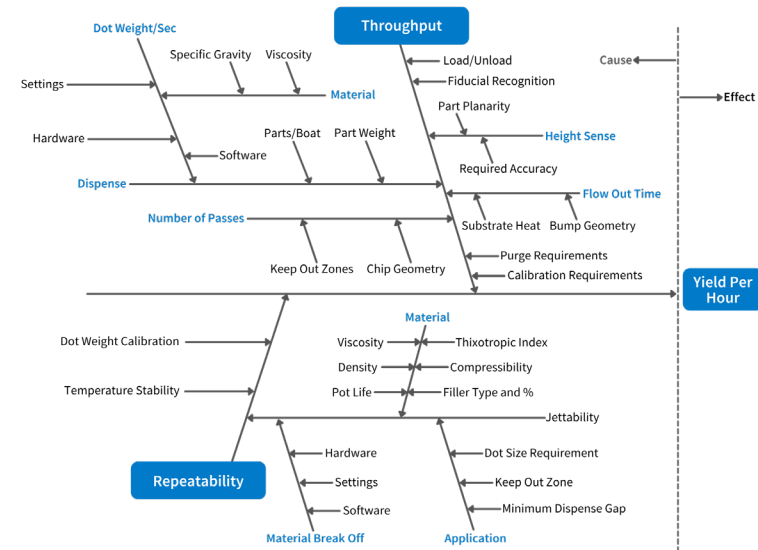 Dot Weight/Sec
Throughput
Specific Gravity
Viscosity
Load/Unload
Cause
Settings
Fiducial Recognition
Material
Effect
Part Planarity
Hardware
Parts/Boat
Part Weight
Height Sense
Software
Required Accuracy
Dispense
Flow Out Time
Number of Passes
Substrate Heat
Bump Geometry
Purge Requirements
Keep Out Zones
Chip Geometry
Calibration Requirements
Yield Per
Hour
Material
Dot Weight Calibration
Viscosity
Thixotropic Index
Density
Compressibility
Temperature Stability
Pot Life
Filler Type and %
Jettability
Hardware
Dot Size Requirement
Repeatability
Settings
Keep Out Zone
Software
Minimum Dispense Gap
Material Break Off
Application